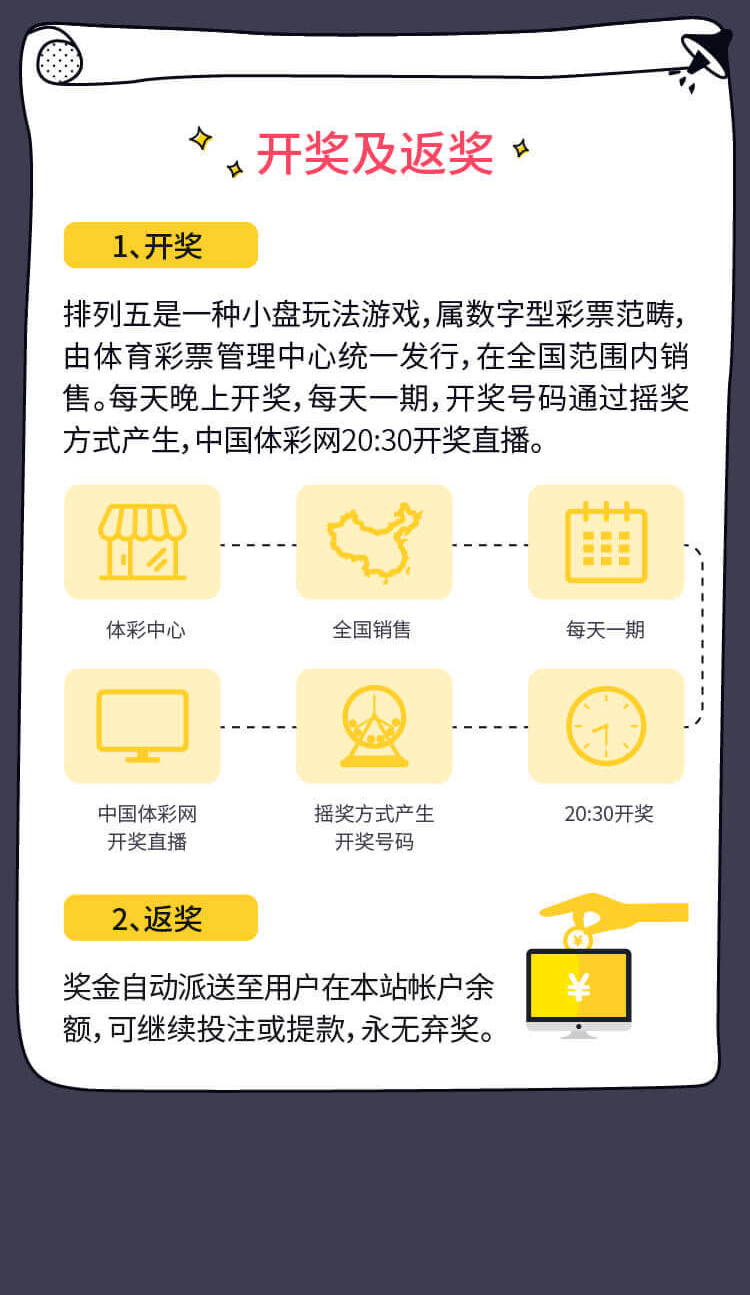 开奖及返奖
1、开奖
排列五是一种小盘玩法游戏，属数字型彩票范畴，
由体育彩票管理中心统一发行，在全国范围内销
售。每天晚上开奖，每天一期，开奖号码通过摇奖
方式产生，中国体彩网20:30开奖直播。
体彩中心
全国销售
每天一期
中国体彩网
开奖直播
摇奖方式产生
开奖号码
20:30开奖
2、返奖
奖金自动派送至用户在本站帐户余
额，可继续投注或提款，永无弃奖。
¥
¥